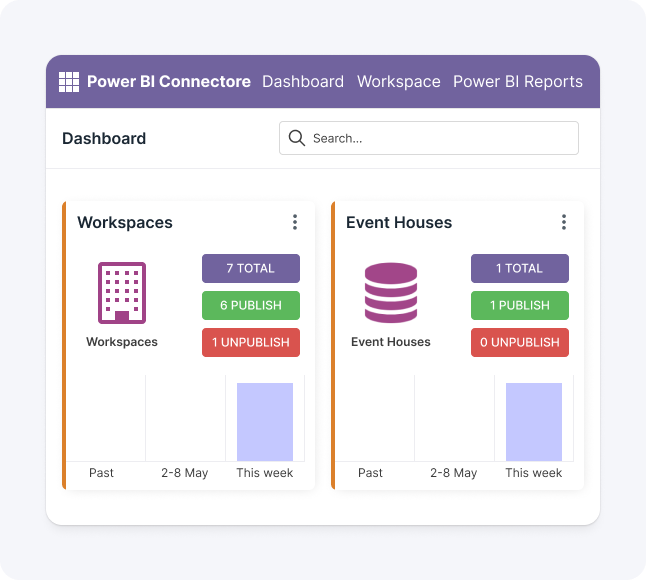 Power BI Connectore Dashboard Workspace Power BI Reports
Dashboard
Search...
Workspaces
7 TOTAL
6 PUBLISH
1 UNPUBLISH
Workspaces
Past 2-8 May This week
Event Houses
1 TOTAL
1 PUBLISH
0 UNPUBLISH
Event Houses
Past 2-8 May This week